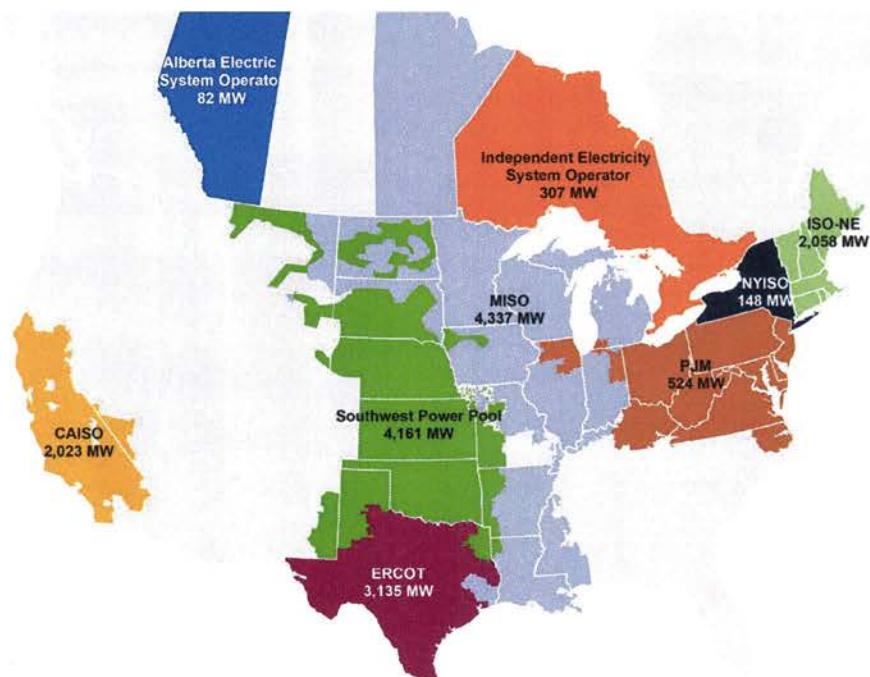 Alberta Electric
System Operato
82 MW
Independent Electricity
System Operator
307 MW
ISO-NE
2,058 MW
NYISO
148 MW
MISO
4,337 MW
PJM
524 MW
Southwest Power Pool
4,161 MW
CAISO
2,023 MW
ERCOT
3,135 MW